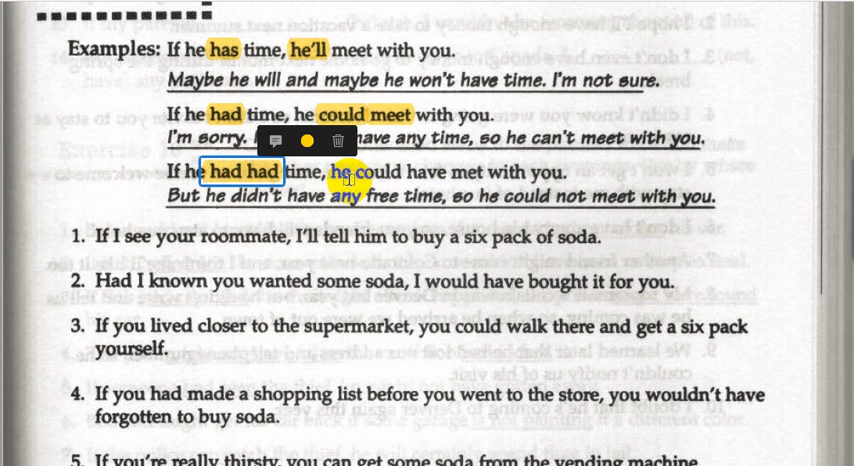 Examples: If he has time, he'll meet with you.
Maybe he will and maybe he won't have time. I'm not sure.
If he had time, he could meet with you.
I'm sorry. have any time, so he can't meet with you.
If he had had time, he could have met with you.
But he didn't have any free time, so he could not meet with you.
1. If I see your roommate, I'll tell him to buy a six pack of soda.
2. Had I known you wanted some soda, I would have bought it for you.
3. If you lived closer to the supermarket, you could walk there and get a six pack
yourself.
4. If you had made a shopping list before you went to the store, you wouldn't have
forgotten to buy soda.
5. If you're really thirsty, you can get some soda from the vending machine